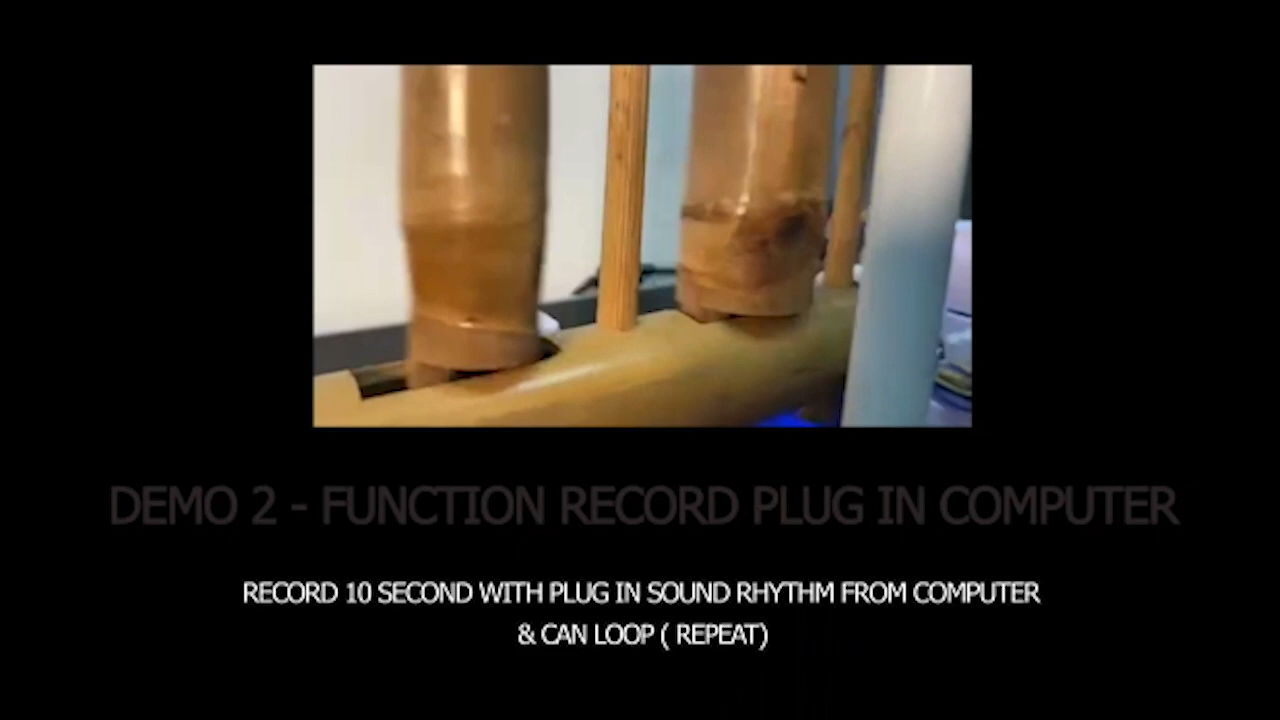 DEMO 2 - FUNCTION RECORD PLUG IN COMPUTER
RECORD 10 SECOND WITH PLUG IN SOUND RHYTHM FROM COMPUTER
& CAN LOOP ( REPEAT)